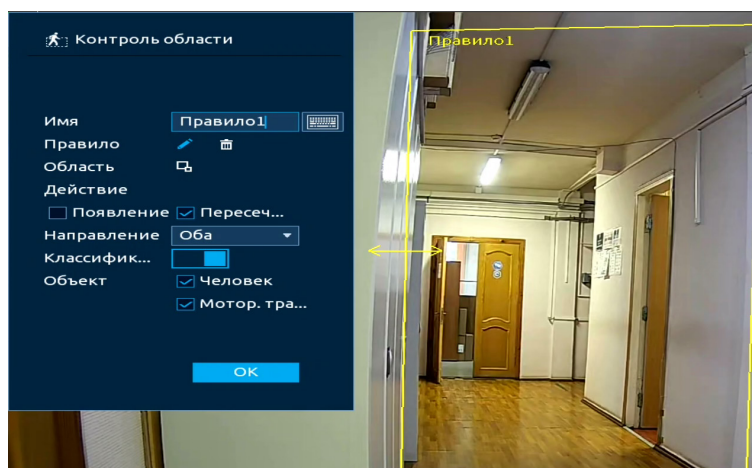 Контроль области
Правило1
Имя Правило1
Правило
Область
Действие
Появление Пересеч...
Направление Оба
Классифик...
Объект Человек
Мотор. тра...
OK